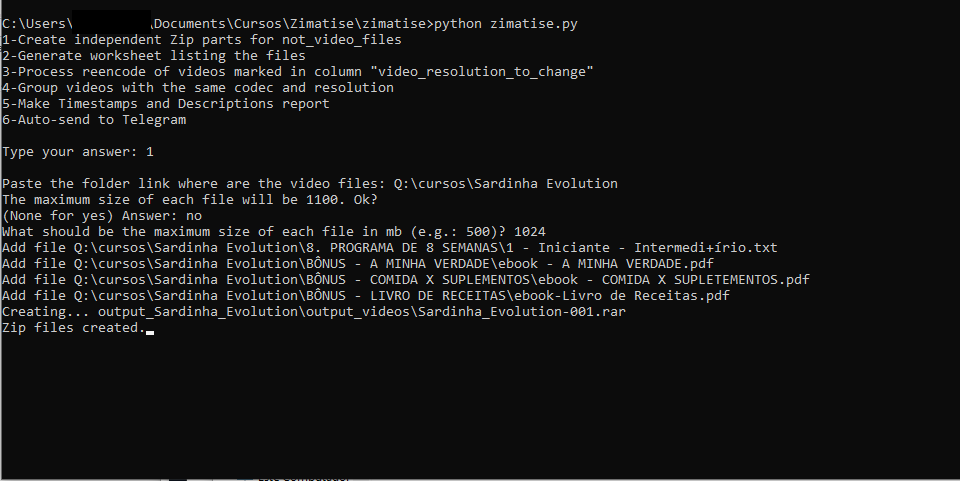 C:\Users\ \Documents\Cursos\Zimatise\zimatise>python zimatise.py
1-Create independent Zip parts for not_video_files
2-Generate worksheet listing the files
3-Process reencode of videos marked in column "video_resolution_to_change"
4-Group videos with the same codec and resolution
5-Make Timestamps and Descriptions report
6-Auto-send to Telegram
Type your answer: 1
Paste the folder link where are the video files: Q:\cursos\Sardinha Evolution
The maximum size of each file will be 1100. Ok?
(None for yes) Answer: no
What should be the maximum size of each file in mb (e.g.: 500)? 1024
Add file Q:\cursos\Sardinha Evolution\8. PROGRAMA DE 8 SEMANAS\1 - Iniciante - Intermedi+írio.txt
Add file Q:\cursos\Sardinha Evolution\BÔNUS - A MINHA VERDADE\ebook - A MINHA VERDADE.pdf
Add file Q:\cursos\Sardinha Evolution\BÔNUS - COMIDA X SUPLEMENTOS\ebook - COMIDA X SUPLETEMENTOS.pdf
Add file Q:\cursos\Sardinha Evolution\BÔNUS - LIVRO DE RECEITAS\ebook-Livro de Receitas.pdf
Creating... output_Sardinha_Evolution\output_videos\Sardinha_Evolution-001.rar
Zip files created.